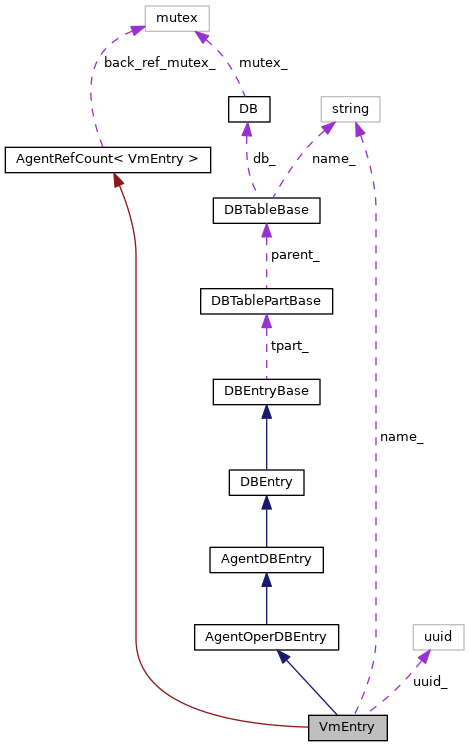 mutex
back_ref_mutex_
mutex_
DB
string
AgentRefCount< VmEntry >
db_
name_
DBTableBase
parent_
DBTablePartBase
tpart_
DBEntryBase
name_
DBEntry
AgentDBEntry
AgentOperDBEntry
uuid
uuid_
VmEntry